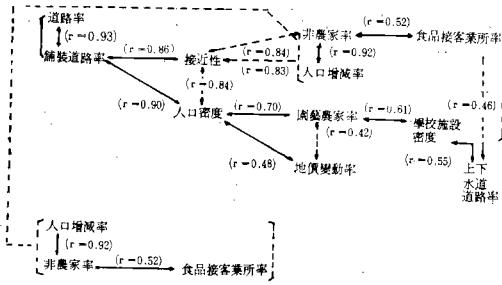 道路率
(r=0.93)
舗装道路率
(r=0.86)
接近性
(r=0.84)
(r=0.83)
非農家率
(r=0.52)
食品接客業所率
(r=0.92)
人口增減率
(r=0.84)
(r=0.90)
人口密度
(r=0.70)
園藝農家率
(r=0.61)
學校施設
密度
(r=0.46)
(r=0.42)
(r=0.48)
地價變動率
(r=0.55)
上下
水道
道路率
人口增減率
(r=0.92)
非農家率
(r=0.52)
食品接客業所率